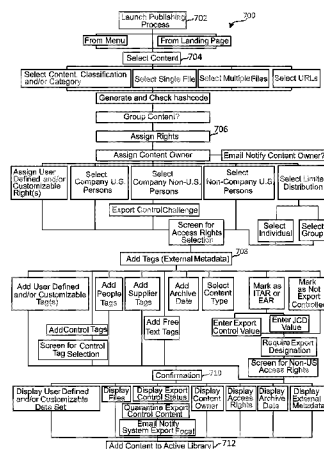 Launch Publishing
Process
702
700
From Menu
From Landing Page
Select Content
704
Select Content, Classification
and/or Category
Select Single File
Select Multiple Files
Select URLs
Generate and Check hashcode
Group Content?
706
Assign Rights
Assign Content Owner
Email Notify Content Owner?
Assign User
Defined and/or
Customizable
Right(s)
Select
Company U.S.
Persons
Select
Company Non-U.S.
Persons
Select
Non-Company U.S.
Persons
Select Limited
Distribution
Export Control Challenge
Screen for
Access Rights
Selection
Select
Individual
Select
Group
708
Add Tags (External Metadata)
Add User Defined
and/or Customizable
Tag(s)
Add
People
Tags
Add
Supplier
Tags
Add
Archive
Date
Select
Content
Type
Mark as
ITAR or
EAR
Mark
as Not
Export
Controlled
Add Control Tags
Add Free
Text Tags
Enter Export
Control Value
Enter JCD
Value
Screen for Control
Tag Selection
Require Export
Designation
710
Confirmation
Screen for Non-US
Access Rights
Display User Defined
and/or Customizable
Data Set
Display
Files
Display Export
Control Status
Display
Content
Owner
Display
Access
Rights
Display
Archive
Data
Display
External
Metadata
Quarantine Export
Control Content
Email Notify
System Export Focal
712
Add Content to Active Library